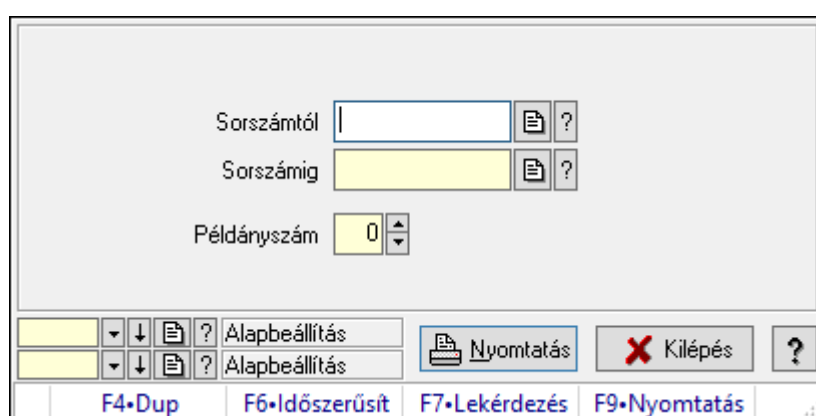 Sorszámtól ?
Sorszámig ?
Példányszám 0
? Alapbeállítás
? Alapbeállítás
Nyomtatás Kilépés ?
F4•Dup F6•Időszerűsít F7•Lekérdezés F9•Nyomtatás